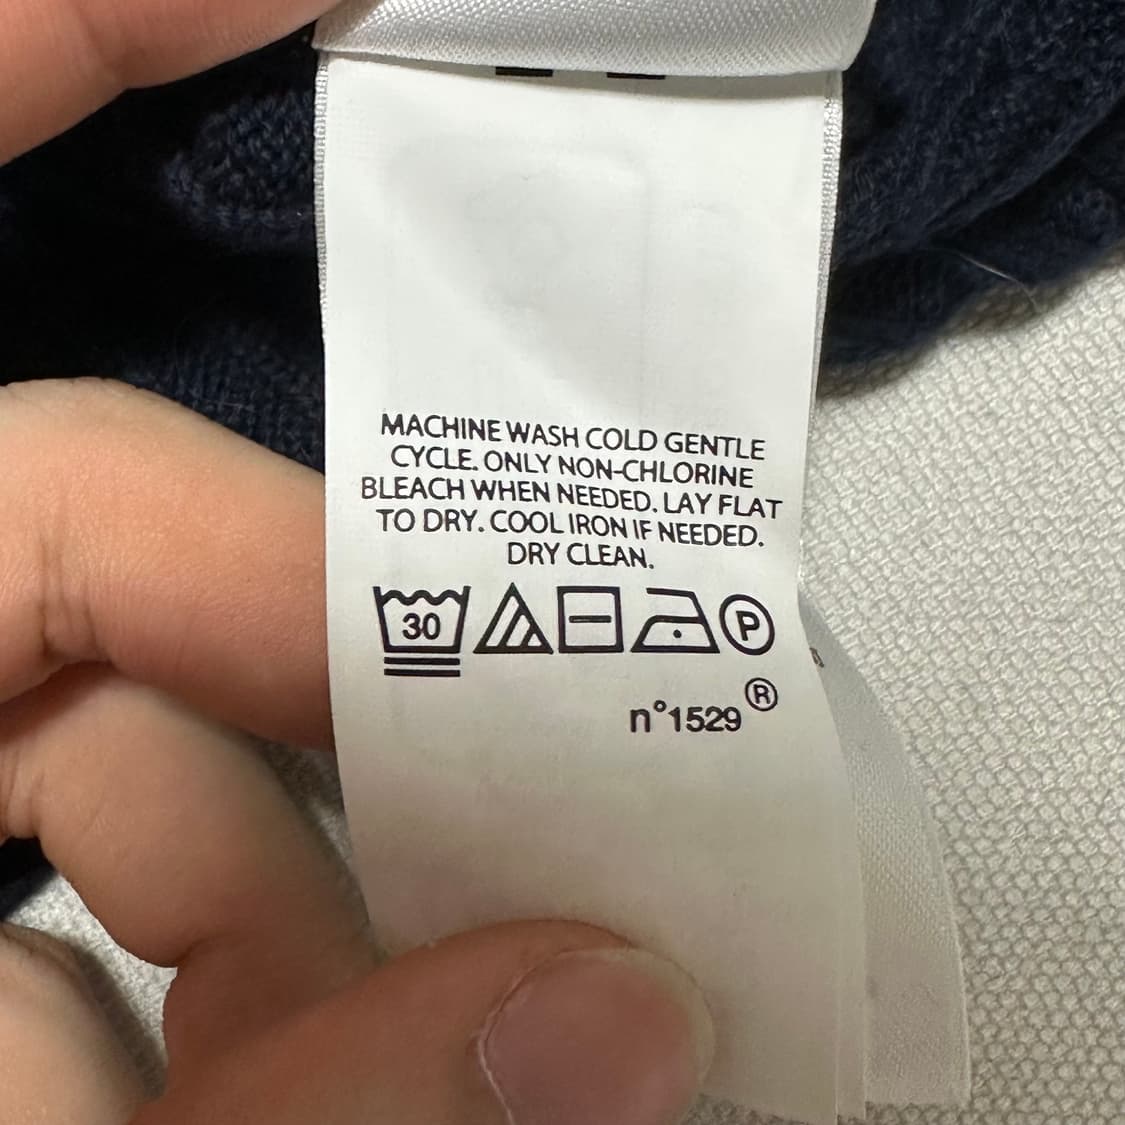 MACHINE WASH COLD GENTLE
CYCLE. ONLY NON-CHLORINE
BLEACH WHEN NEEDED. LAY FLAT
TO DRY. COOL IRON IF NEEDED.
DRY CLEAN.
30 P
n°1529 ®